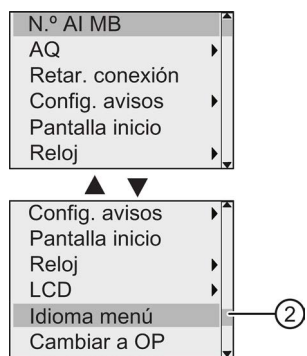 N.º AI MB
AQ
Retar. conexión
Config. avisos
Pantalla inicio
Reloj
Config. avisos
Pantalla inicio
Reloj
LCD
Idioma menú
2
Cambiar a OP